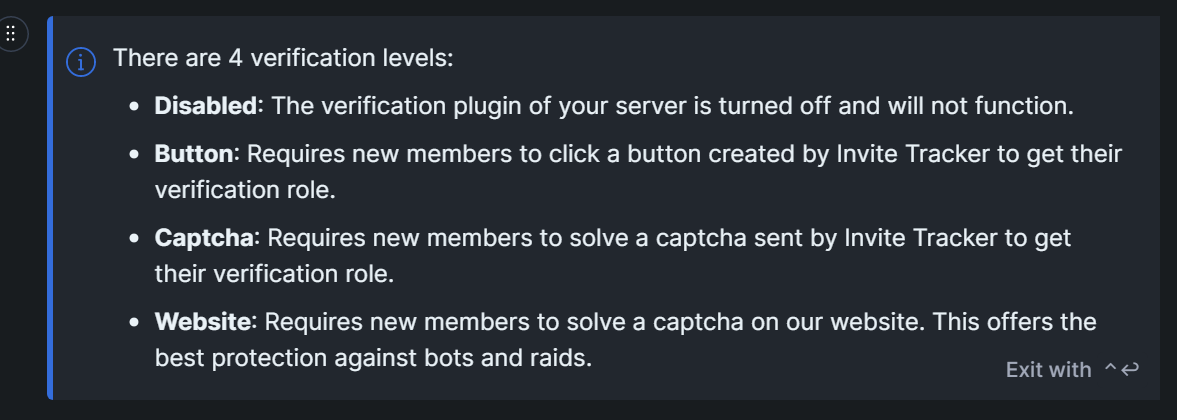 There are 4 verification levels:
• Disabled: The verification plugin of your server is turned off and will not function.
• Button: Requires new members to click a button created by Invite Tracker to get their
verification role.
• Captcha: Requires new members to solve a captcha sent by Invite Tracker to get
their verification role.
• Website: Requires new members to solve a captcha on our website. This offers the
best protection against bots and raids.
Exit with ⌃↩